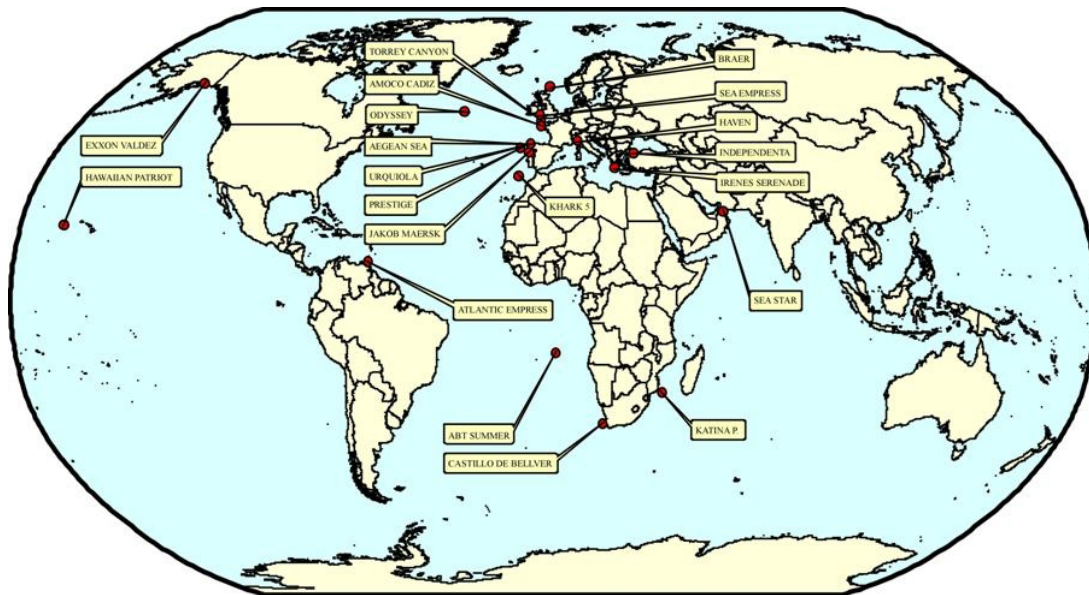 TORREY CANYON
BRAER
AMOCO CADIZ
SEA EMPRESS
ODYSSEY
HAVEN
EXXON VALDEZ
AEGEAN SEA
INDEPENDENTA
HAWAIIAN PATRIOT
URQUIOLA
IRENES SERENADE
PRESTIGE
KHARK 5
JAKOB MAERSK
SEA STAR
ATLANTIC EMPRESS
ABT SUMMER
KATINA P.
CASTILLO DE BELLVER